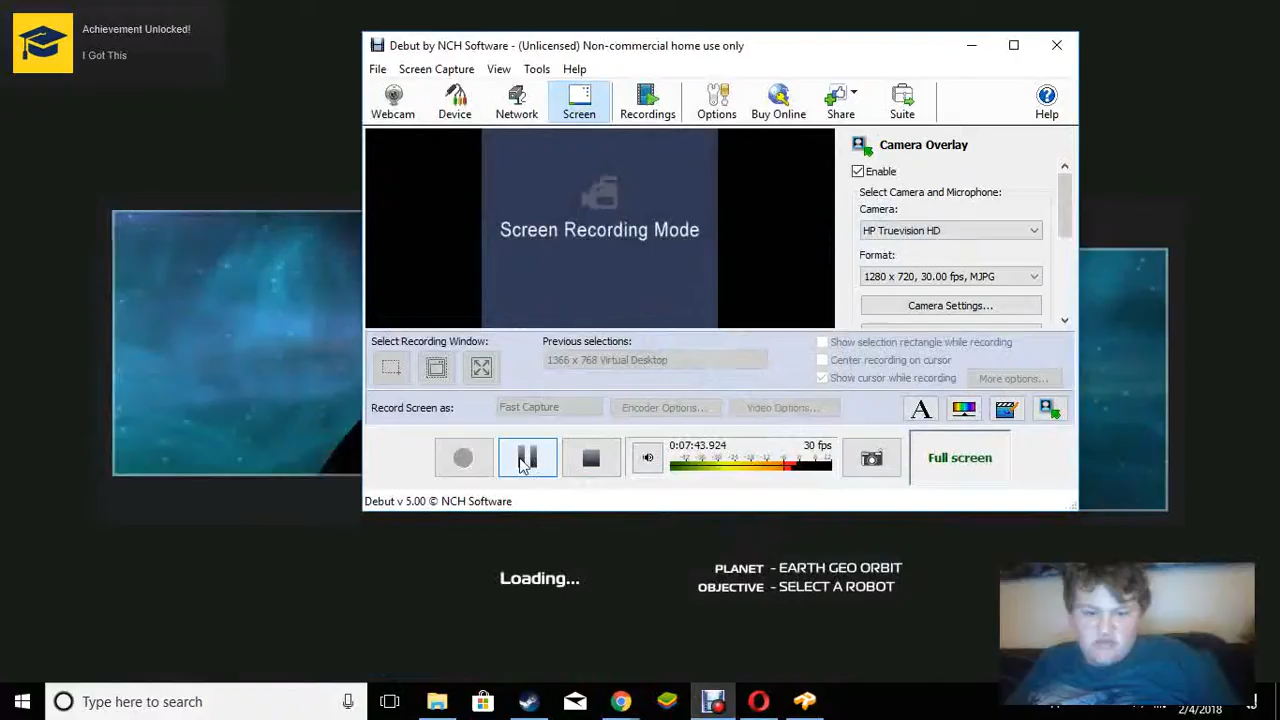 Achievement Unlocked!
I Got This
Debut by NCH Software - (Unlicensed) Non-commercial home use only
File Screen Capture View Tools Help
Webcam Device Network Screen Recordings Options Buy Online Share Suite Help
Camera Overlay
Enable
Select Camera and Microphone:
Camera:
HP Truevision HD
Format:
1280 x 720, 30.00 fps, MJPG
Camera Settings...
Screen Recording Mode
Select Recording Window:
Previous selections:
1366 x 768 Virtual Desktop
Show selection rectangle while recording
Center recording on cursor
Show cursor while recording
More options...
Record Screen as:
Fast Capture
Encoder Options...
Video Options...
A
0:07:43.924
30 fps
Full screen
Debut v 5.00 © NCH Software
Loading...
PLANET - EARTH GEO ORBIT
OBJECTIVE - SELECT A ROBOT
Type here to search
2/4/2018